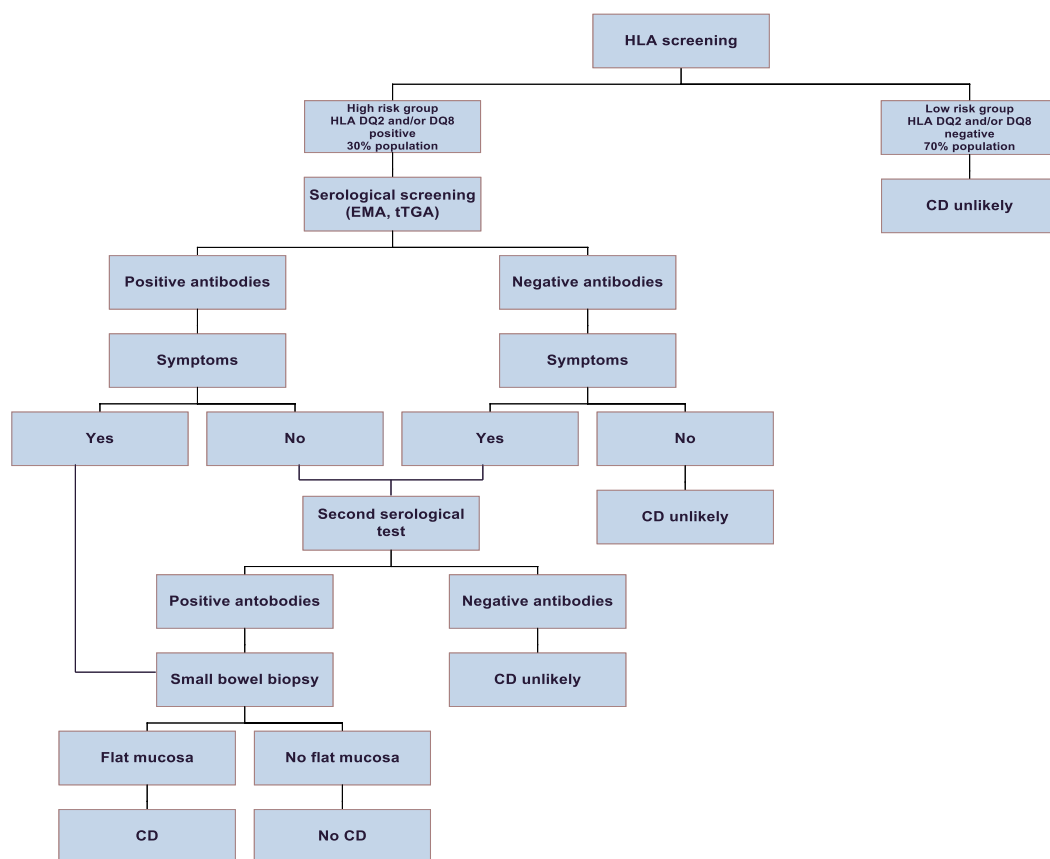 HLA screening
High risk group
HLA DQ2 and/or DQ8
positive
30% population
Low risk group
HLA DQ2 and/or DQ8
negative
70% population
Serological screening
(EMA, tTGA)
CD unlikely
Positive antibodies
Negative antibodies
Symptoms
Symptoms
Yes
No
Yes
No
Second serological
test
CD unlikely
Positive antobodies
Negative antibodies
Small bowel biopsy
CD unlikely
Flat mucosa
No flat mucosa
CD
No CD